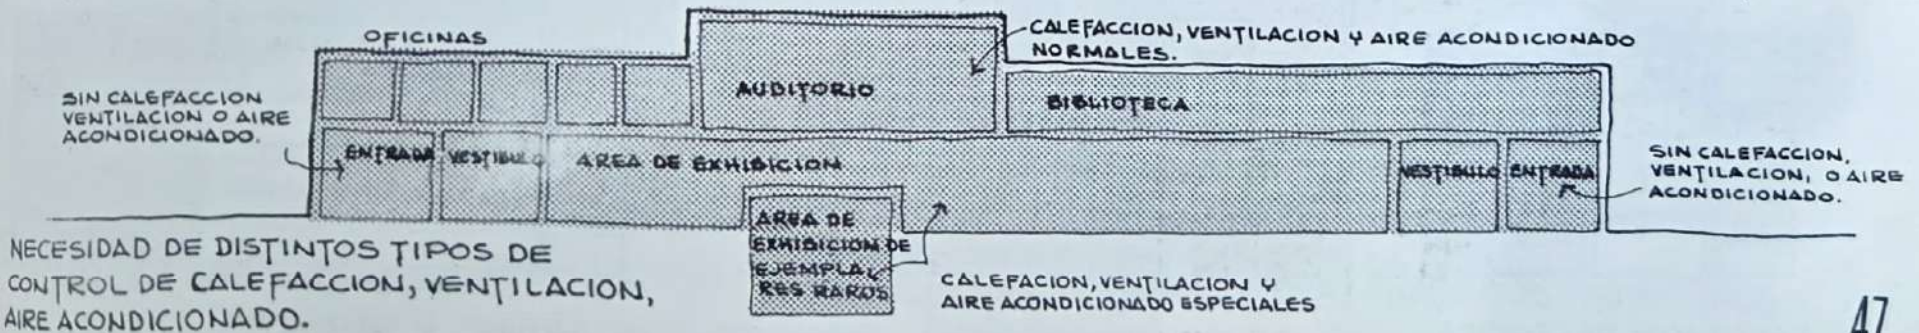 OFICINAS
CALEFACCION, VENTILACION Y AIRE ACONDICIONADO
NORMALES.
SIN CALEFACCION
VENTILACION O AIRE
ACONDICIONADO.
AUDITORIO
BIBLIOTECA
ENTRADA
VESTIBULO
AREA DE EXHIBICION
VESTIBULO
ENTRADA
SIN CALEFACCION,
VENTILACION, O AIRE
ACONDICIONADO.
AREA DE
EXHIBICION DE
EJEMPLA
RES RAROS
CALEFACION, VENTILACION Y
AIRE ACONDICIONADO ESPECIALES
NECESIDAD DE DISTINTOS TIPOS DE
CONTROL DE CALEFACCION, VENTILACION,
AIRE ACONDICIONADO.
47